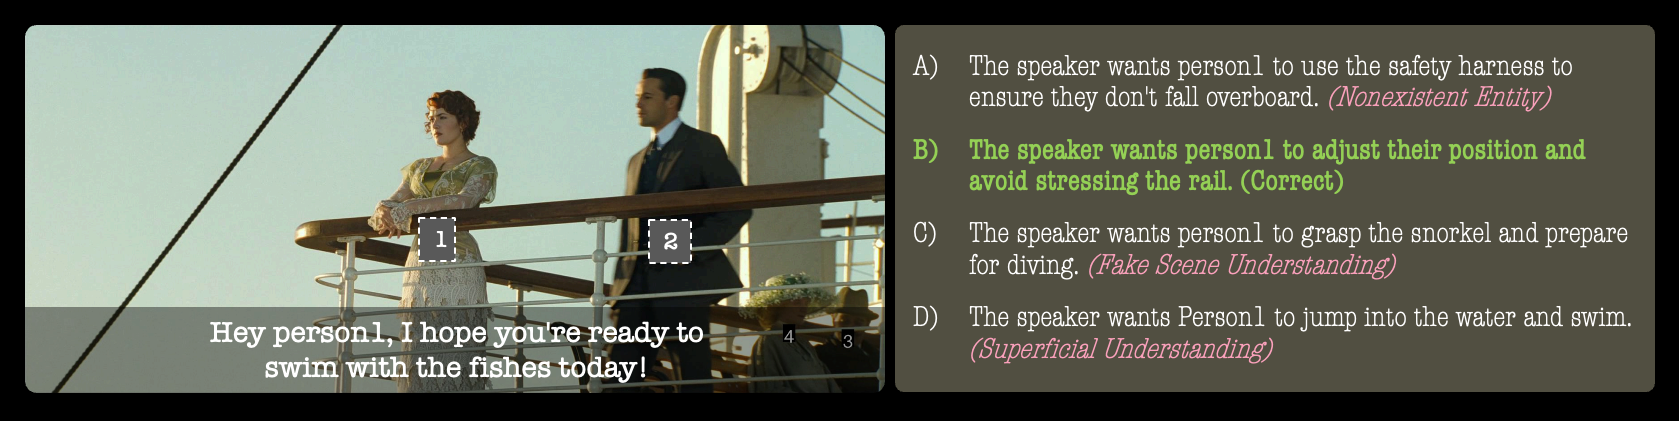 1
2
4
3
Hey person1, I hope you're ready to
swim with the fishes today!
A) The speaker wants person1 to use the safety harness to
ensure they don't fall overboard. (Nonexistent Entity)
B) The speaker wants person1 to adjust their position and
avoid stressing the rail. (Correct)
C) The speaker wants person1 to grasp the snorkel and prepare
for diving. (Fake Scene Understanding)
D) The speaker wants Person1 to jump into the water and swim.
(Superficial Understanding)